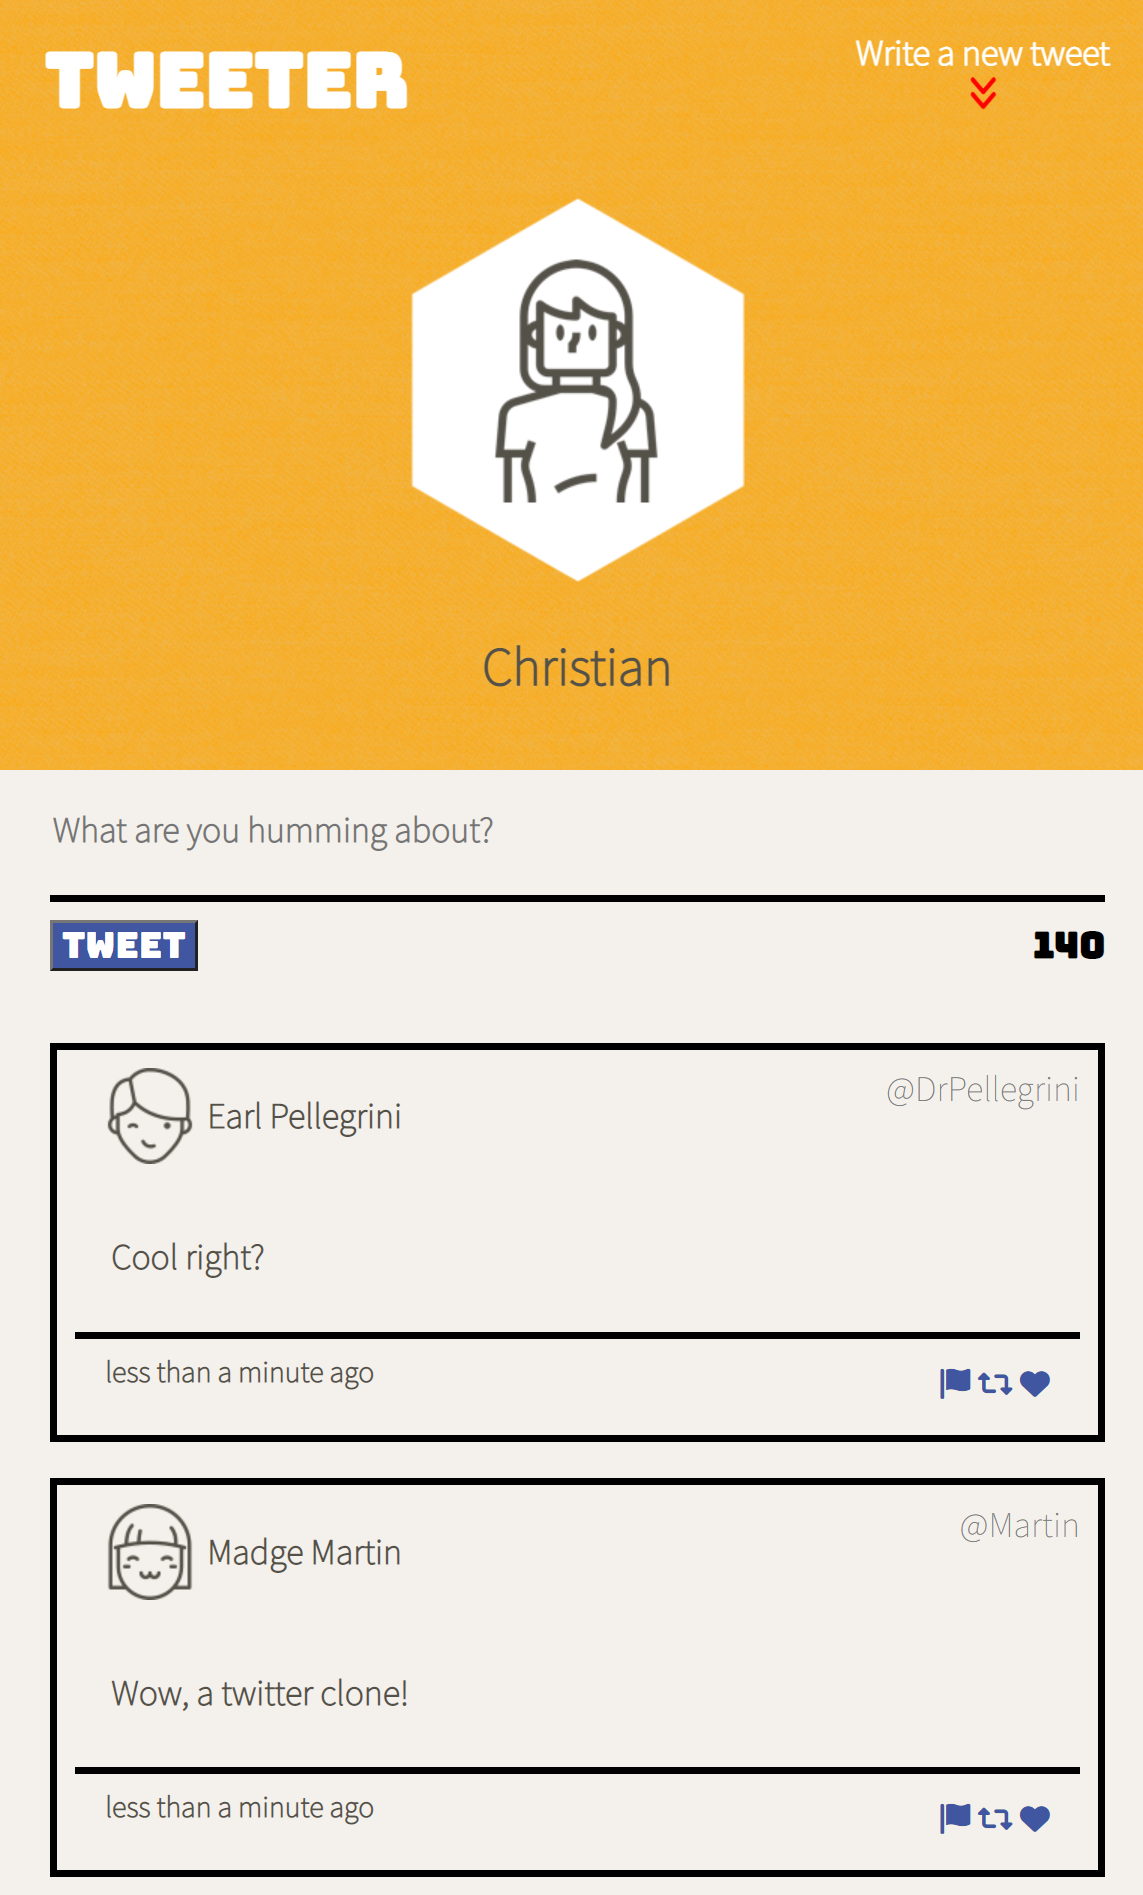 TWEETER
Write a new tweet
Christian
What are you humming about?
TWEET
140
Earl Pellegrini
@DrPellegrini
Cool right?
less than a minute ago
Madge Martin
@Martin
Wow, a twitter clone!
less than a minute ago